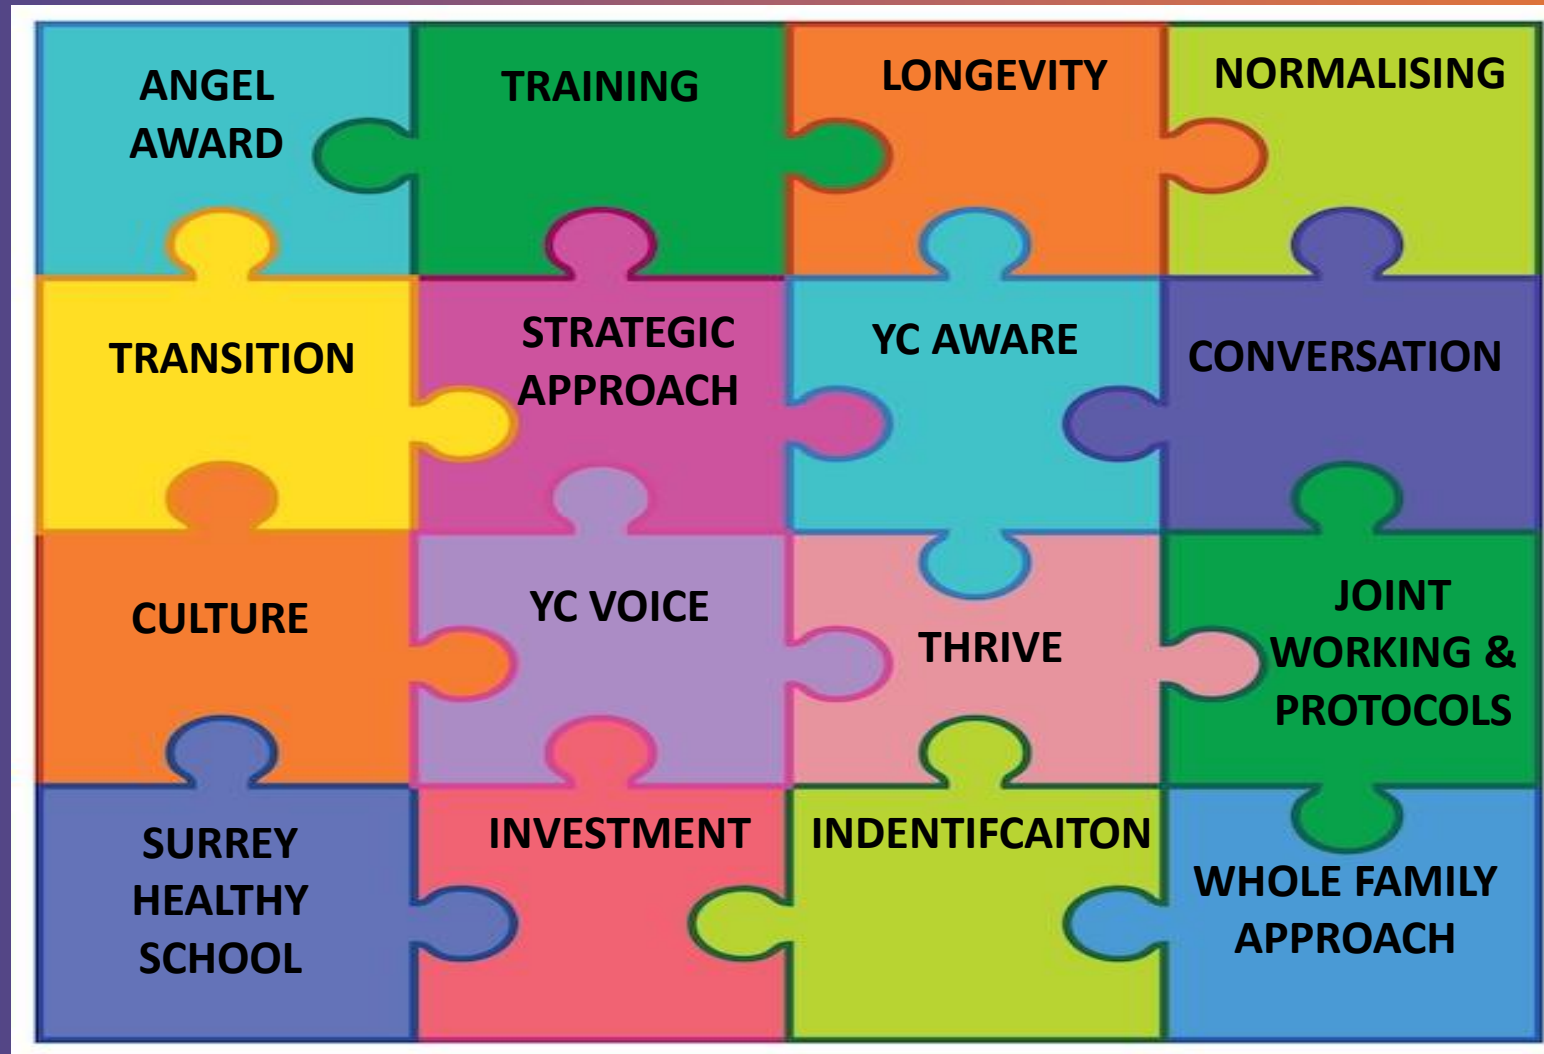 ANGEL
AWARD
TRAINING
LONGEVITY
NORMALISING
TRANSITION
STRATEGIC
APPROACH
YC AWARE
CONVERSATION
CULTURE
YC VOICE
THRIVE
JOINT
WORKING &
PROTOCOLS
SURREY
HEALTHY
SCHOOL
INVESTMENT
INDENTIFCAITON
WHOLE FAMILY
APPROACH